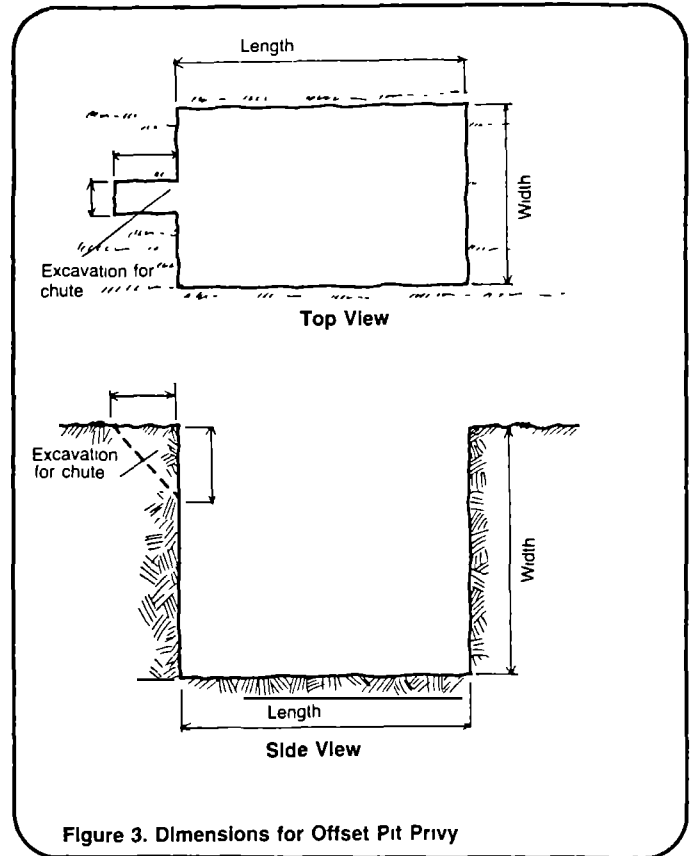 Length
Width
Excavation for
chute
Top View
Excavation
for chute
Width
Length
Side View
Figure 3. Dimensions for Offset Pit Privy